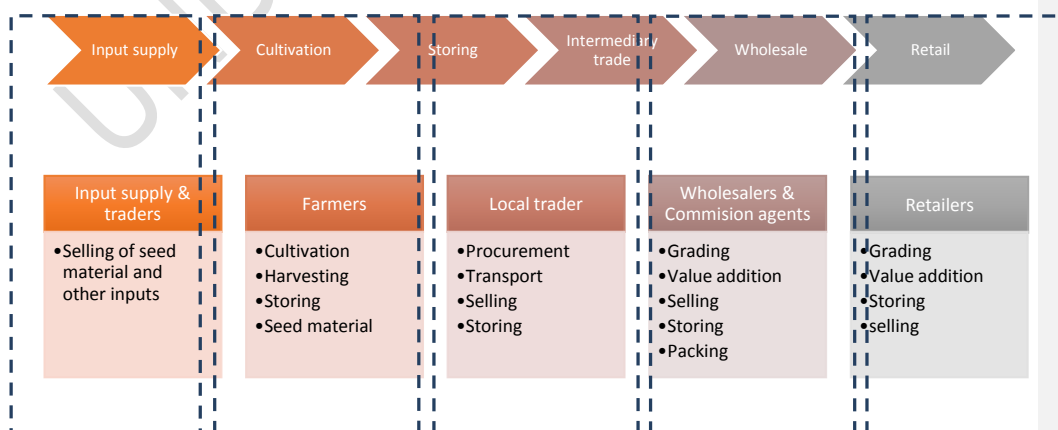 Input supply
Cultivation
Storing
Intermediary
trade
Wholesale
Retail
Input supply &
traders
•Selling of seed
material and
other inputs
Farmers
•Cultivation
•Harvesting
•Storing
•Seed material
Local trader
•Procurement
•Transport
•Selling
•Storing
Wholesalers &
Commision agents
•Grading
•Value addition
•Selling
•Storing
•Packing
Retailers
•Grading
•Value addition
•Storing
•selling